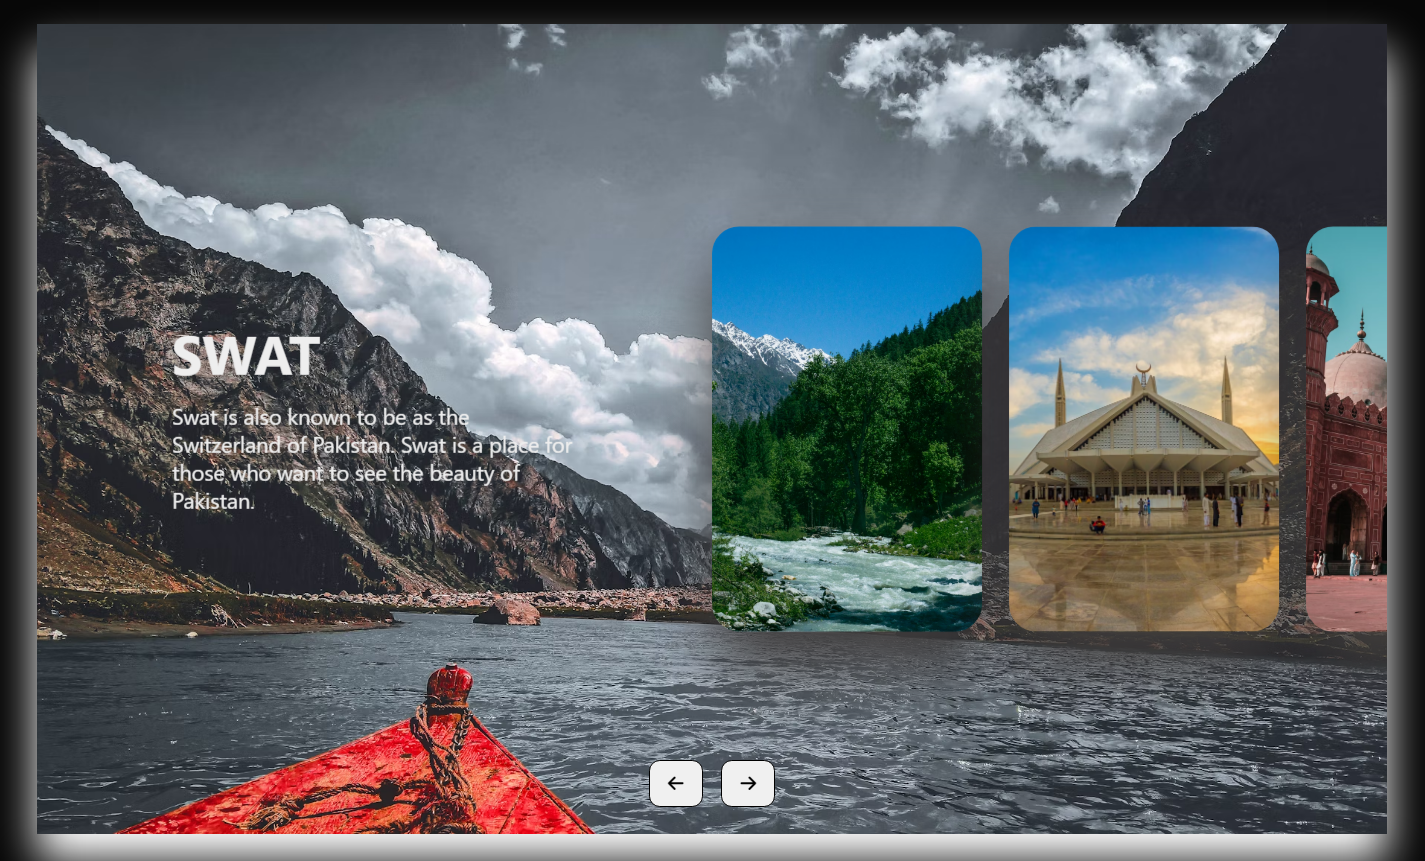 SWAT
Swat is also known to be as the
Switzerland of Pakistan. Swat is a place for
those who want to see the beauty of
Pakistan.